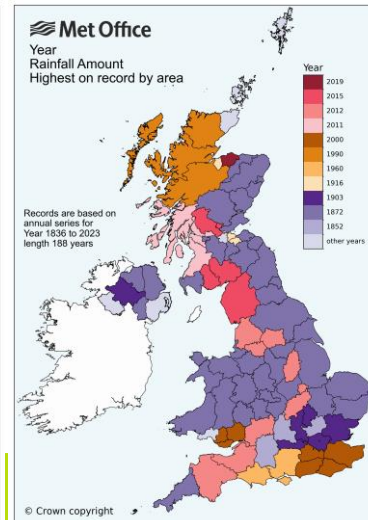 Met Office
Year
Rainfall Amount
Highest on record by area
Year
2019
2015
2012
2011
2000
1990
1960
1916
1903
1872
1852
other years
Records are based on
annual series for
Year 1836 to 2023
length 188 years
© Crown copyright